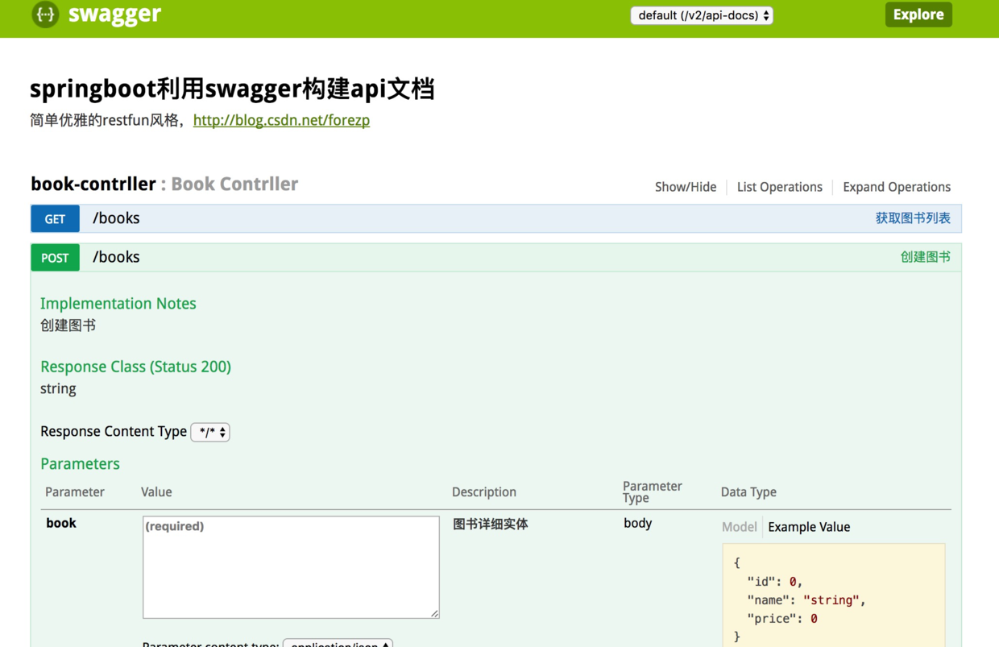 {···} swagger default (/v2/api-docs) Explore
springboot利用swagger构建api文档
简单优雅的restfun风格，http://blog.csdn.net/forezp
book-contrller : Book Contrller Show/Hide List Operations Expand Operations
GET /books 获取图书列表
POST /books 创建图书
Implementation Notes
创建图书
Response Class (Status 200)
string
Response Content Type */*
Parameters
Parameter Value Description Parameter Type Data Type
book (required) 图书详细实体 body Model Example Value
{
"id": 0,
"name": "string",
"price": 0
}
Parameter content type: application/json